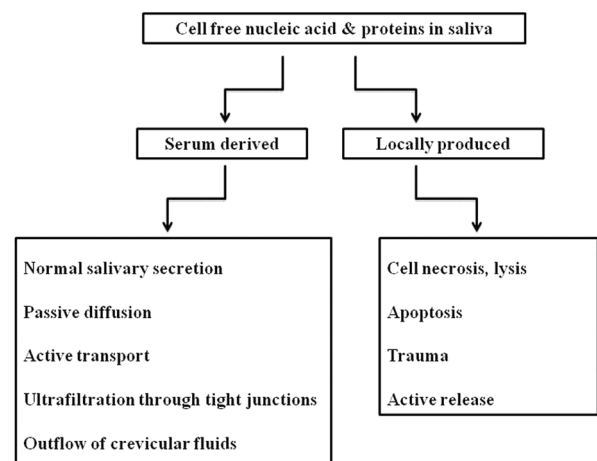 Cell free nucleic acid & proteins in saliva
Serum derived
Locally produced
Normal salivary secretion
Passive diffusion
Active transport
Ultrafiltration through tight junctions
Outflow of crevicular fluids
Cell necrosis, lysis
Apoptosis
Trauma
Active release